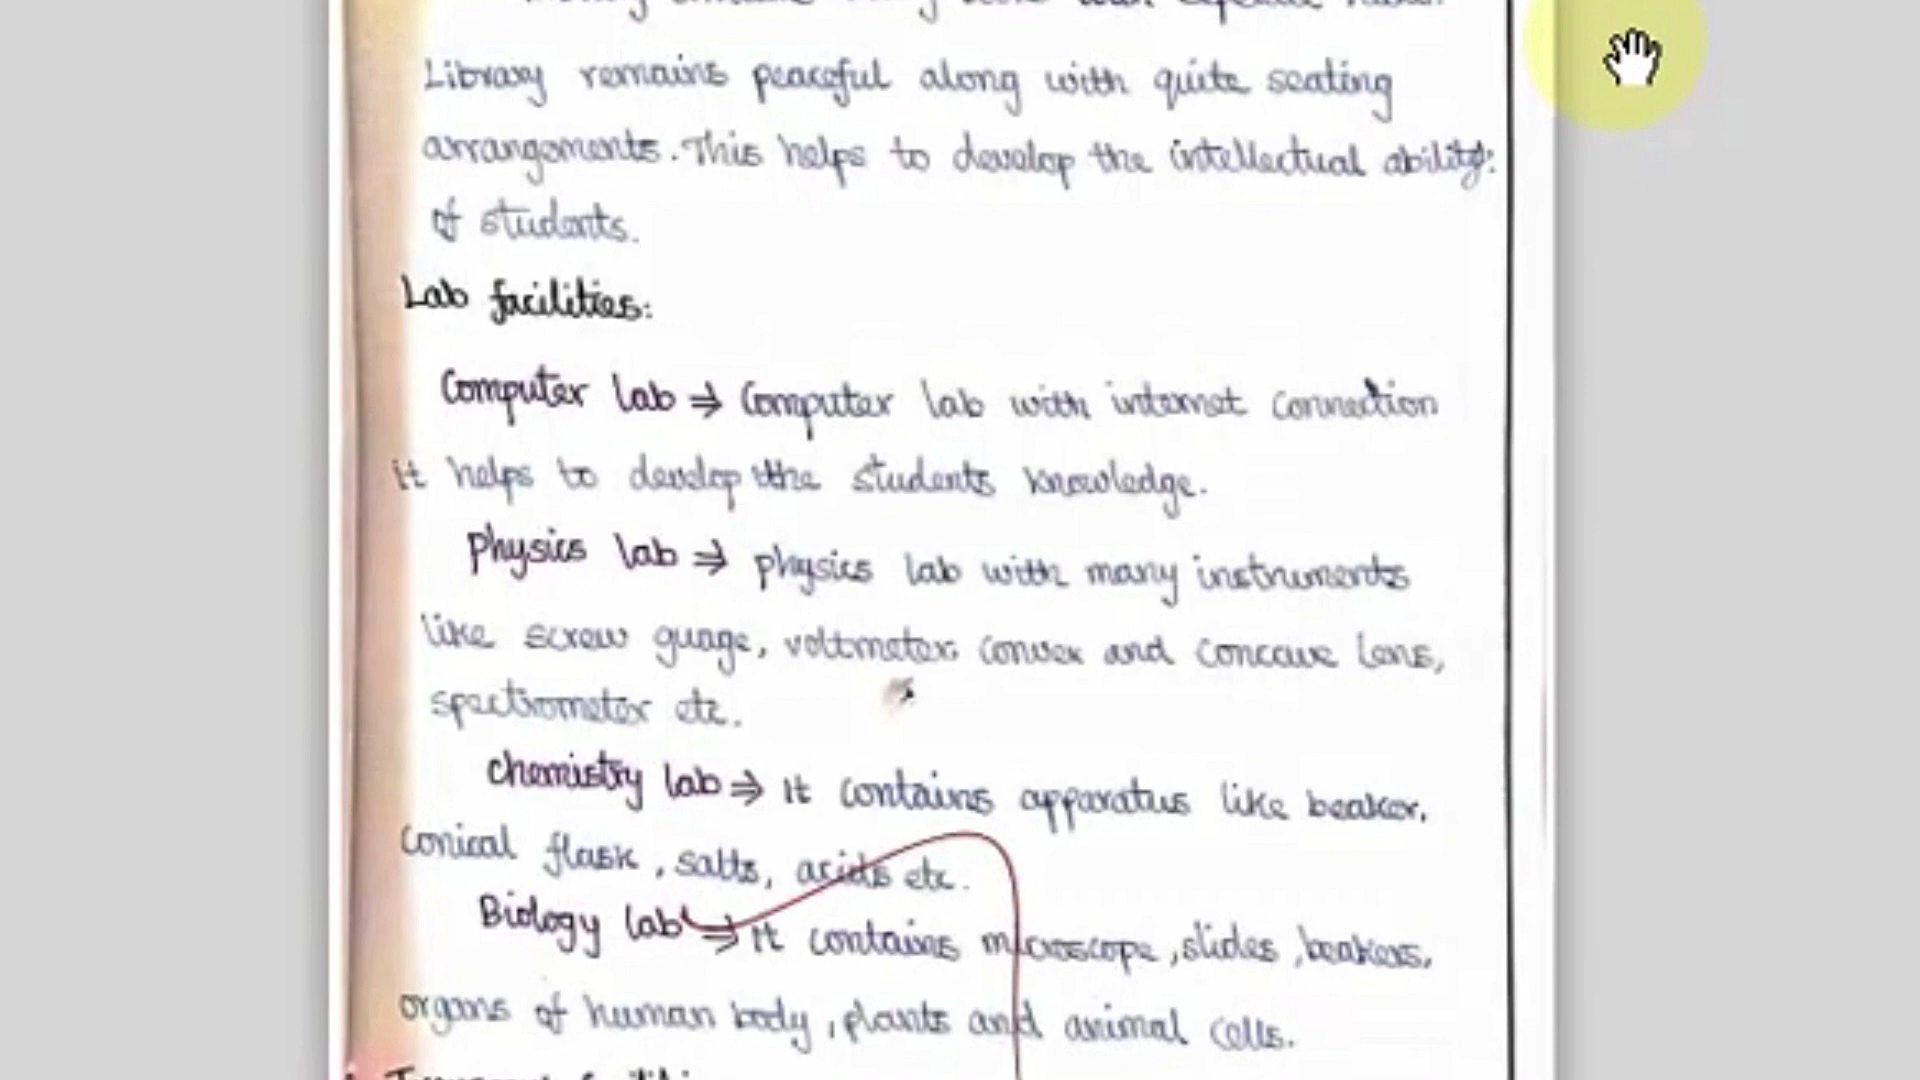 Library remains peaceful along with quite seating
arrangements. This helps to develop the intellectual ability
of students.
Lab facilities:
Computer lab ⇒ Computer lab with internet connection
it helps to develop the students knowledge.
Physics lab ⇒ physics lab with many instruments
like screw guage, voltmeter, convex and concave lens,
spectrometer etc.
Chemistry lab ⇒ It contains apparatus like beaker,
conical flask, salts, acids etc.
Biology lab ⇒ It contains microscope, slides, beakers,
organs of human body, plants and animal cells.